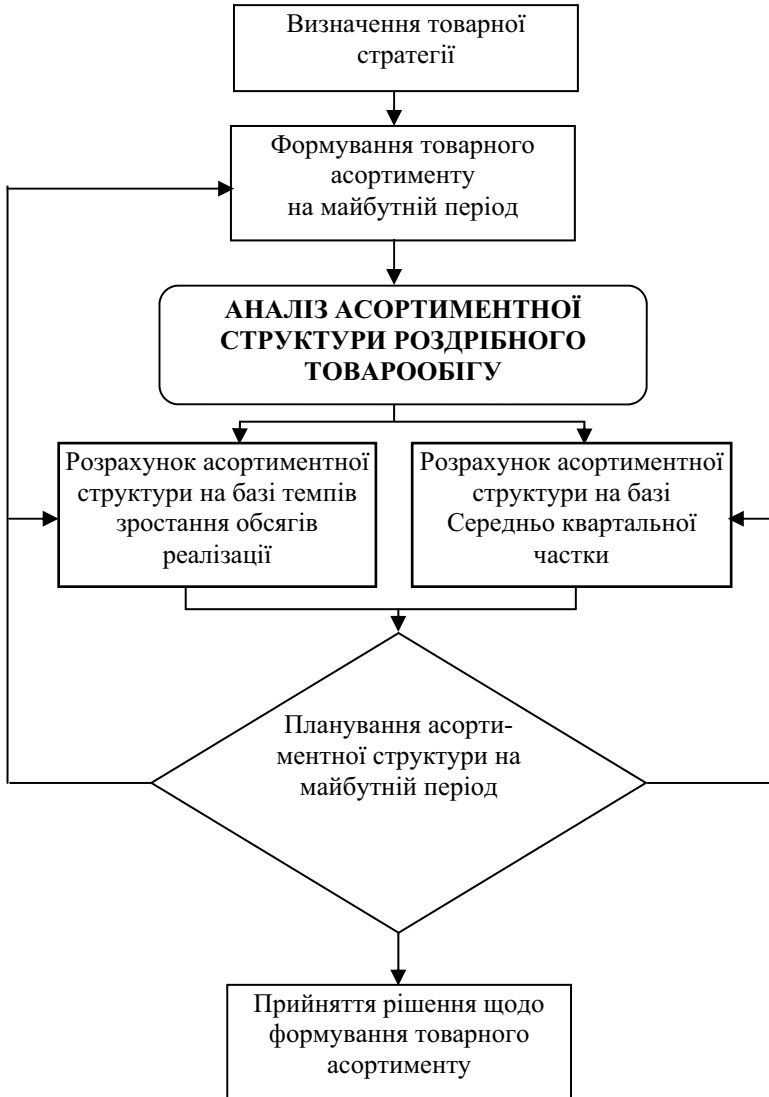 Визначення товарної
стратегії
Формування товарного
асортименту
на майбутній період
АНАЛІЗ АСОРТИМЕНТНОЇ
СТРУКТУРИ РОЗДРІБНОГО
ТОВАРООБІГУ
Розрахунок асортиментної
структури на базі темпів
зростання обсягів
реалізації
Розрахунок асортиментної
структури на базі
Середньо квартальної
частки
Планування асорти-
ментної структури на
майбутній період
Прийняття рішення щодо
формування товарного
асортименту